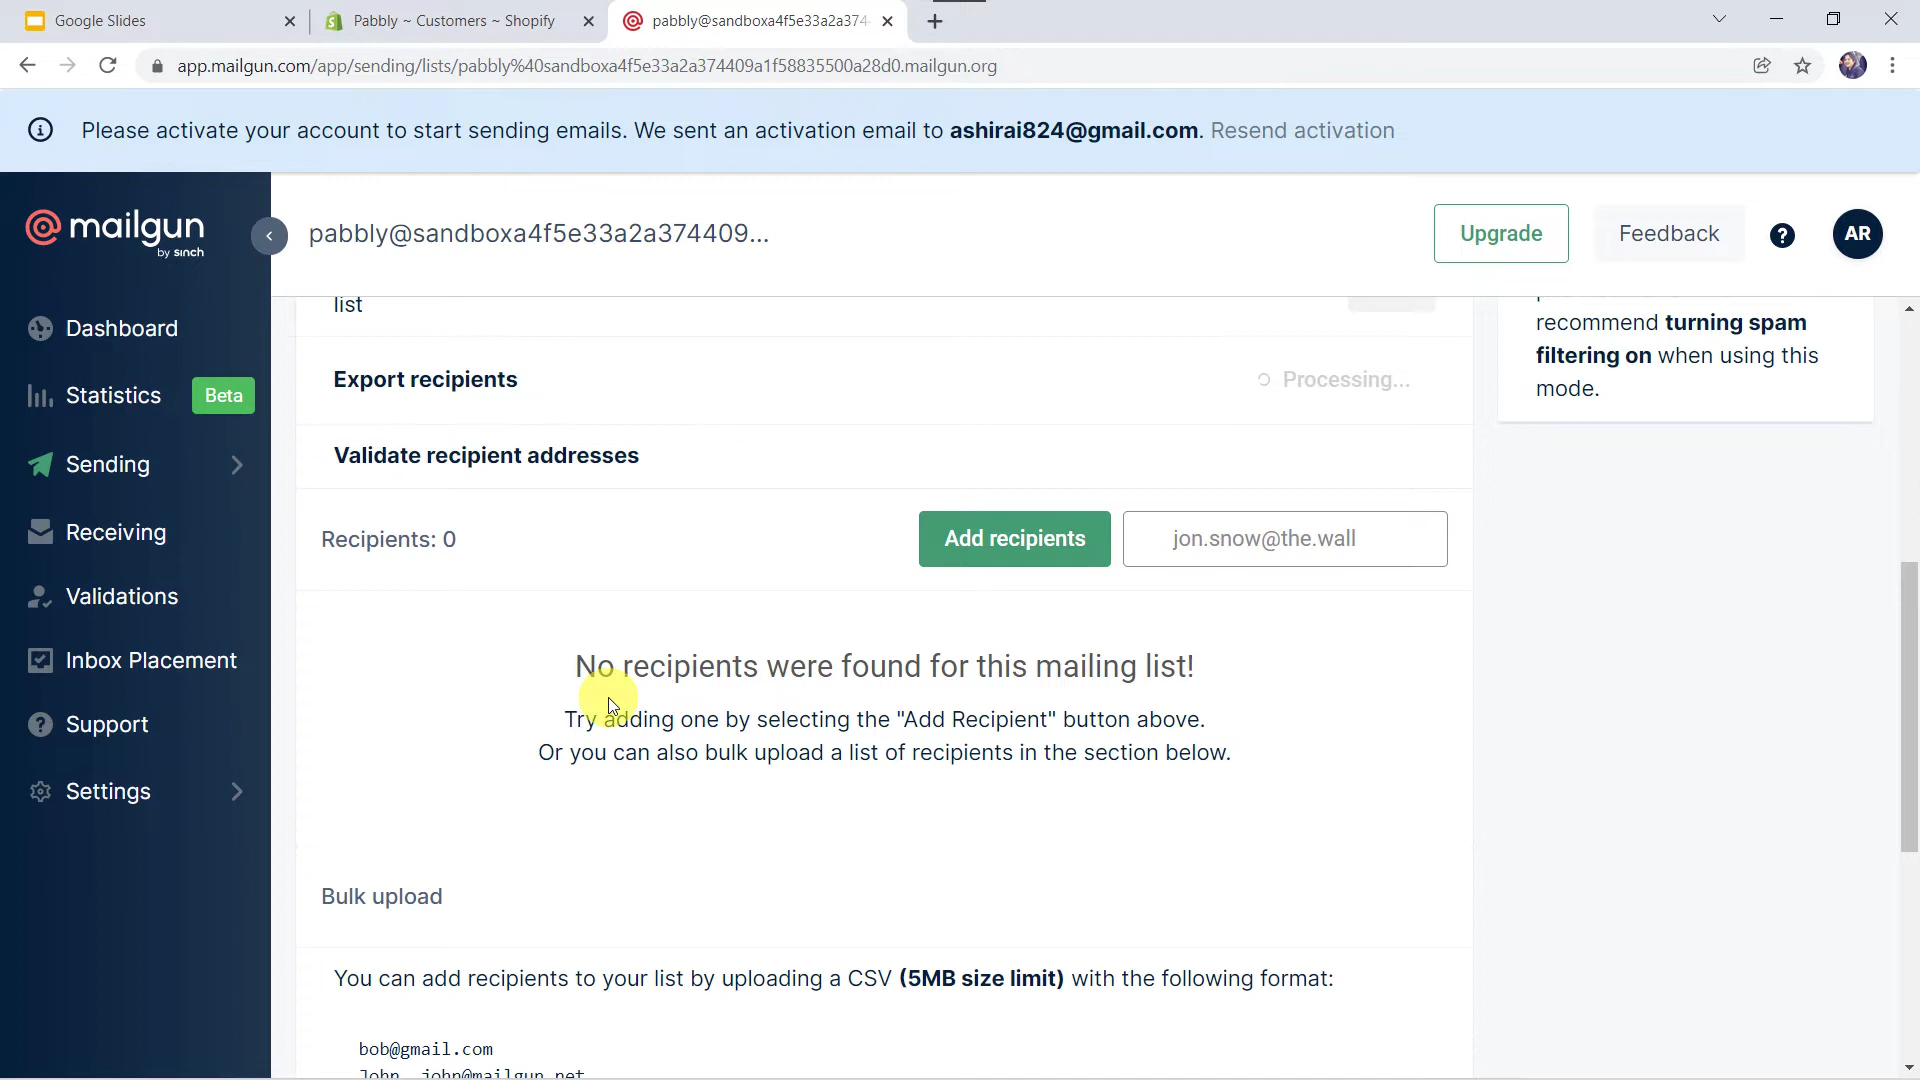 Google Slides
Pabbly ~ Customers ~ Shopify
pabbly@sandboxa4f5e33a2a374
app.mailgun.com/app/sending/lists/pabbly%40sandboxa4f5e33a2a374409a1f58835500a28d0.mailgun.org
Please activate your account to start sending emails. We sent an activation email to ashirai824@gmail.com. Resend activation
mailgun
by sinch
pabbly@sandboxa4f5e33a2a374409...
Upgrade
Feedback
?
AR
Dashboard
Statistics
Beta
Sending
Receiving
Validations
Inbox Placement
Support
Settings
list
Export recipients
Processing...
Validate recipient addresses
Recipients: 0
Add recipients
jon.snow@the.wall
No recipients were found for this mailing list!
Try adding one by selecting the "Add Recipient" button above.
Or you can also bulk upload a list of recipients in the section below.
Bulk upload
You can add recipients to your list by uploading a CSV (5MB size limit) with the following format:
bob@gmail.com
John, john@mailgun.net
recommend turning spam
filtering on when using this
mode.